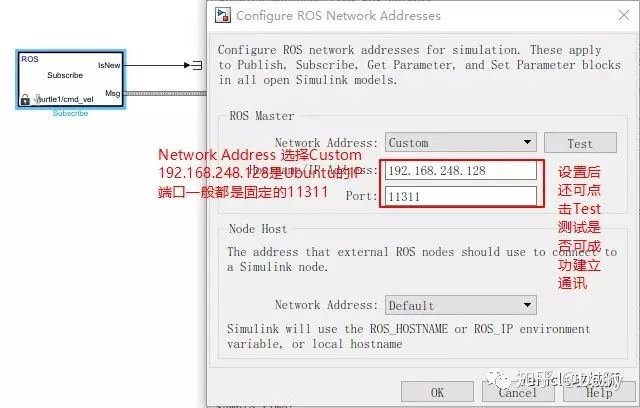 Configure ROS Network Addresses
ROS
Subscribe
IsNew
Msg
/turtle1/cmd_vel
Subscribe
Configure ROS network addresses for simulation. These apply
to Publish, Subscribe, Get Parameter, and Set Parameter blocks
in all open Simulink models.
ROS Master
Network Address:
Custom
Test
Network Address 选择Custom
192.168.248.128是Ubuntu的IP
端口一般都是固定的11311
Hostname/IP Address:
192.168.248.128
Port:
11311
设置后
还可点
击Test
测试是
否可成
功建立
通讯
Node Host
The address that external ROS nodes should use to connect to
a Simulink node.
Network Address:
Default
Simulink will use the ROS_HOSTNAME or ROS_IP environment
variable, or local hostname
知乎
OK
Cancel
Help
Sample time: